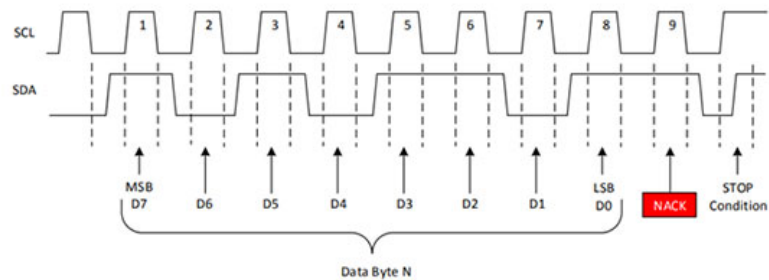 SCL 1 2 3 4 5 6 7 8 9
SDA
MSB LSB STOP
D7 D6 D5 D4 D3 D2 D1 D0 NACK Condition
Data Byte N